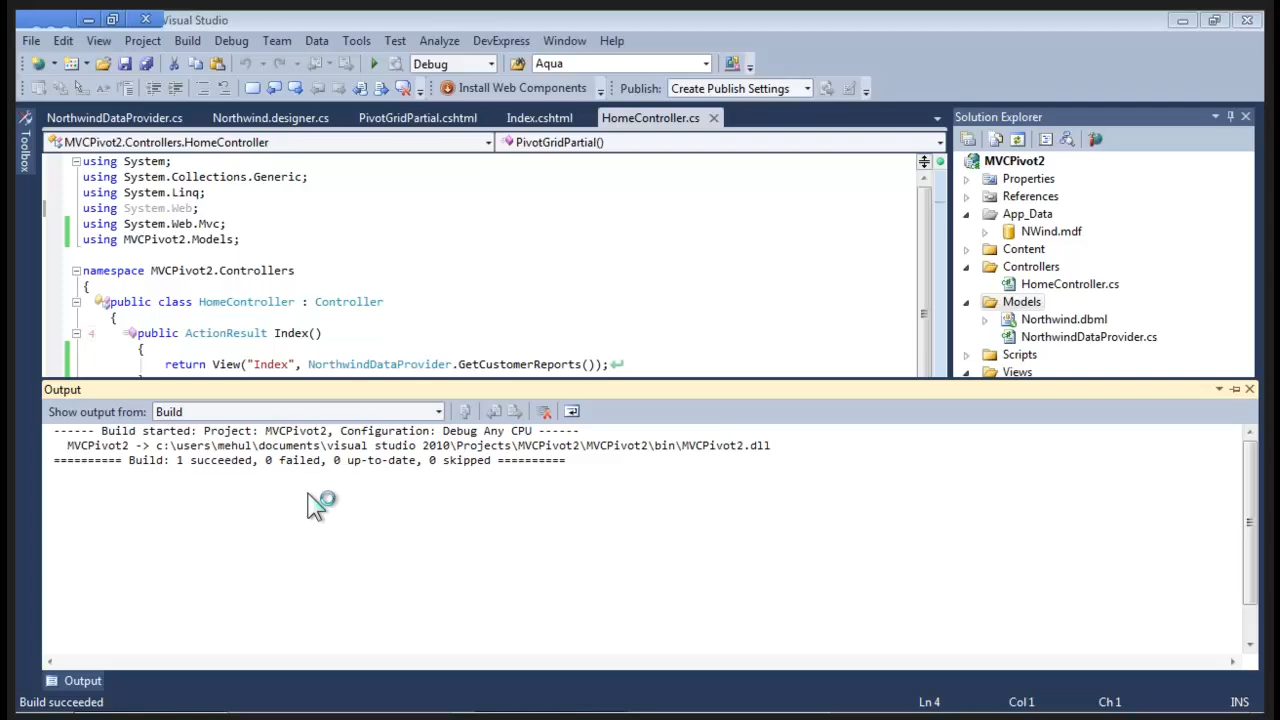 Visual Studio
File Edit View Project Build Debug Team Data Tools Test Analyze DevExpress Window Help
Debug Aqua
Install Web Components Publish: Create Publish Settings
NorthwindDataProvider.cs Northwind.designer.cs PivotGridPartial.cshtml Index.cshtml HomeController.cs
Solution Explorer
Toolbox
MVCPivot2.Controllers.HomeController PivotGridPartial()
using System;
using System.Collections.Generic;
using System.Linq;
using System.Web;
using System.Web.Mvc;
using MVCPivot2.Models;
namespace MVCPivot2.Controllers
{
public class HomeController : Controller
{
4 public ActionResult Index()
{
return View("Index", NorthwindDataProvider.GetCustomerReports());
MVCPivot2
Properties
References
App_Data
NWind.mdf
Content
Controllers
HomeController.cs
Models
Northwind.dbml
NorthwindDataProvider.cs
Scripts
Views
Output
Show output from: Build
------ Build started: Project: MVCPivot2, Configuration: Debug Any CPU ------
MVCPivot2 -> c:\users\mehul\documents\visual studio 2010\Projects\MVCPivot2\MVCPivot2\bin\MVCPivot2.dll
========== Build: 1 succeeded, 0 failed, 0 up-to-date, 0 skipped ==========
Output
Build succeeded Ln 4 Col 1 Ch 1 INS